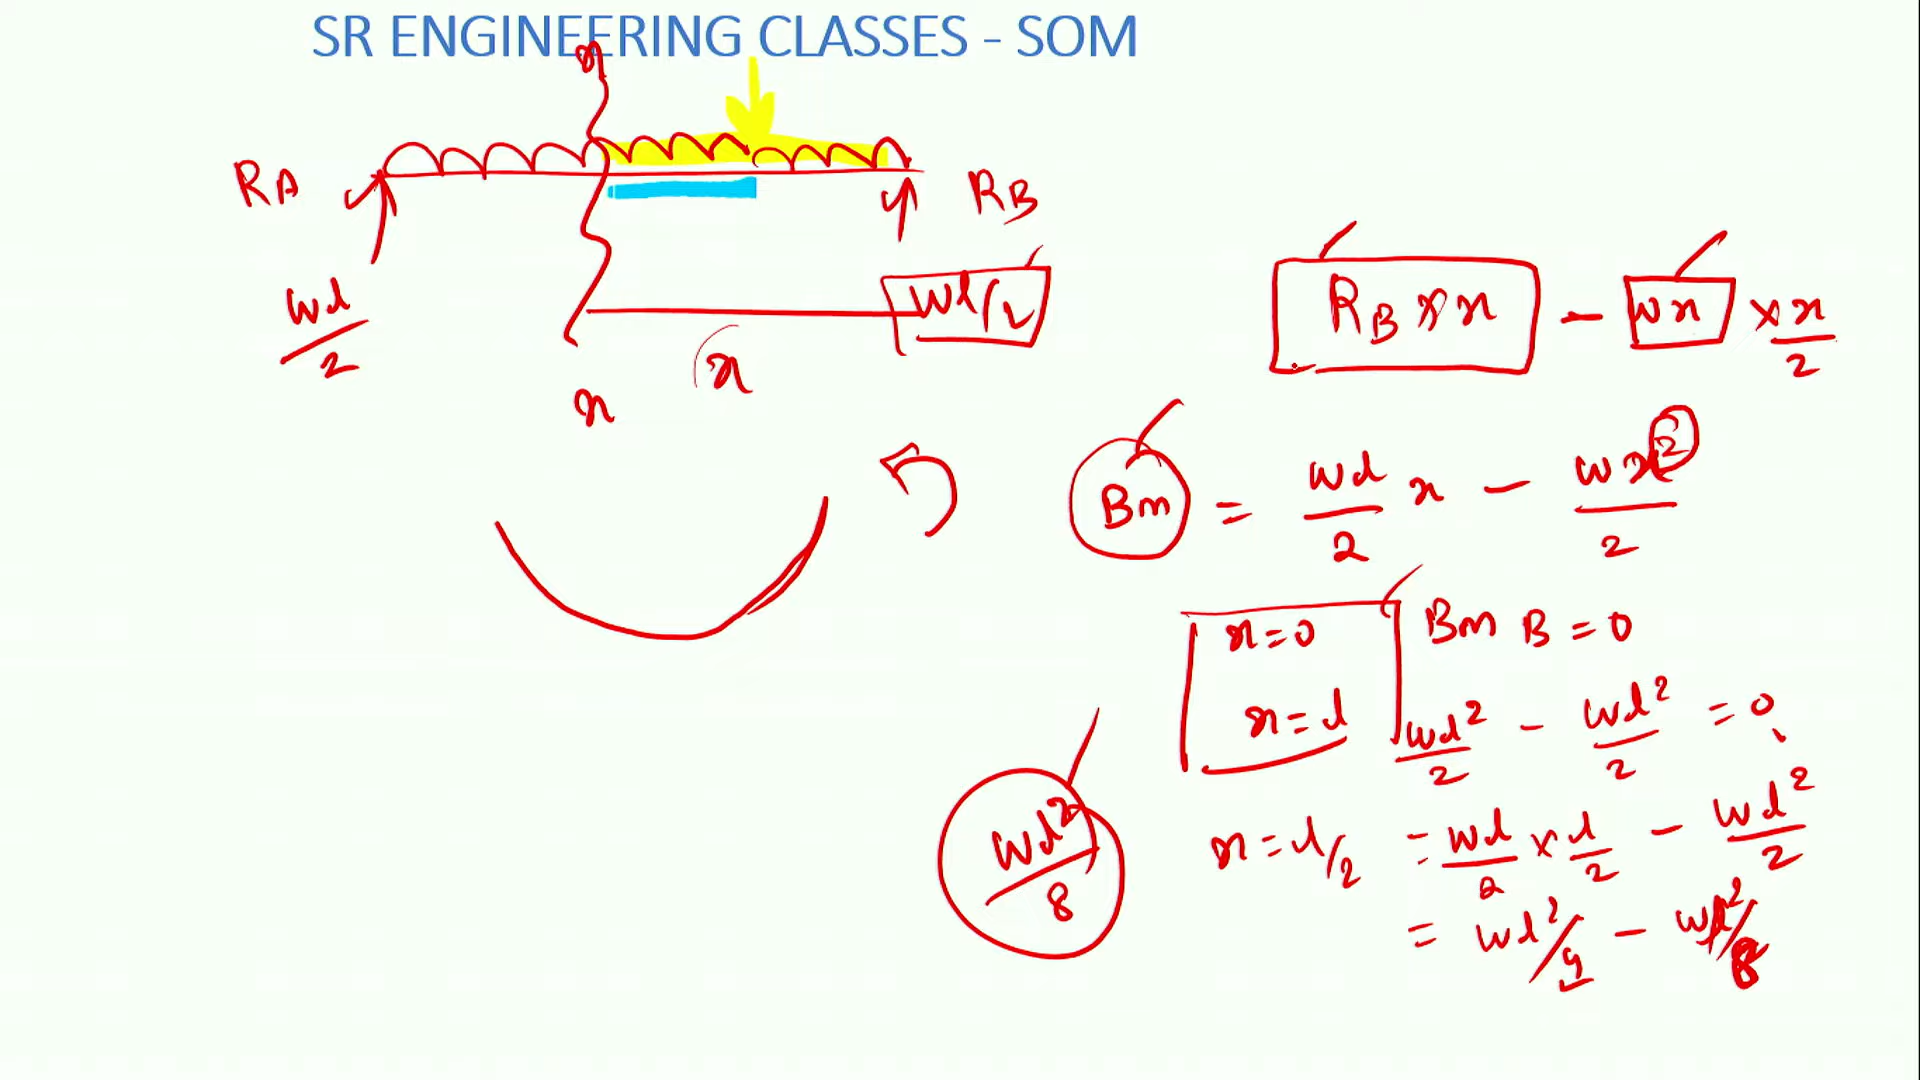 SR ENGINEERING CLASSES - SOM
x
RA
RB
wl/2
wl/2
x
x
RB × x - wx × x/2
Bm = wl/2 x - wx²/2
x=0 Bm B = 0
x=l wl²/2 - wl²/2 = 0
wl²/8
x = l/2 = wl/2 × l/2 - wl²/2
= wl²/4 - wl²/8